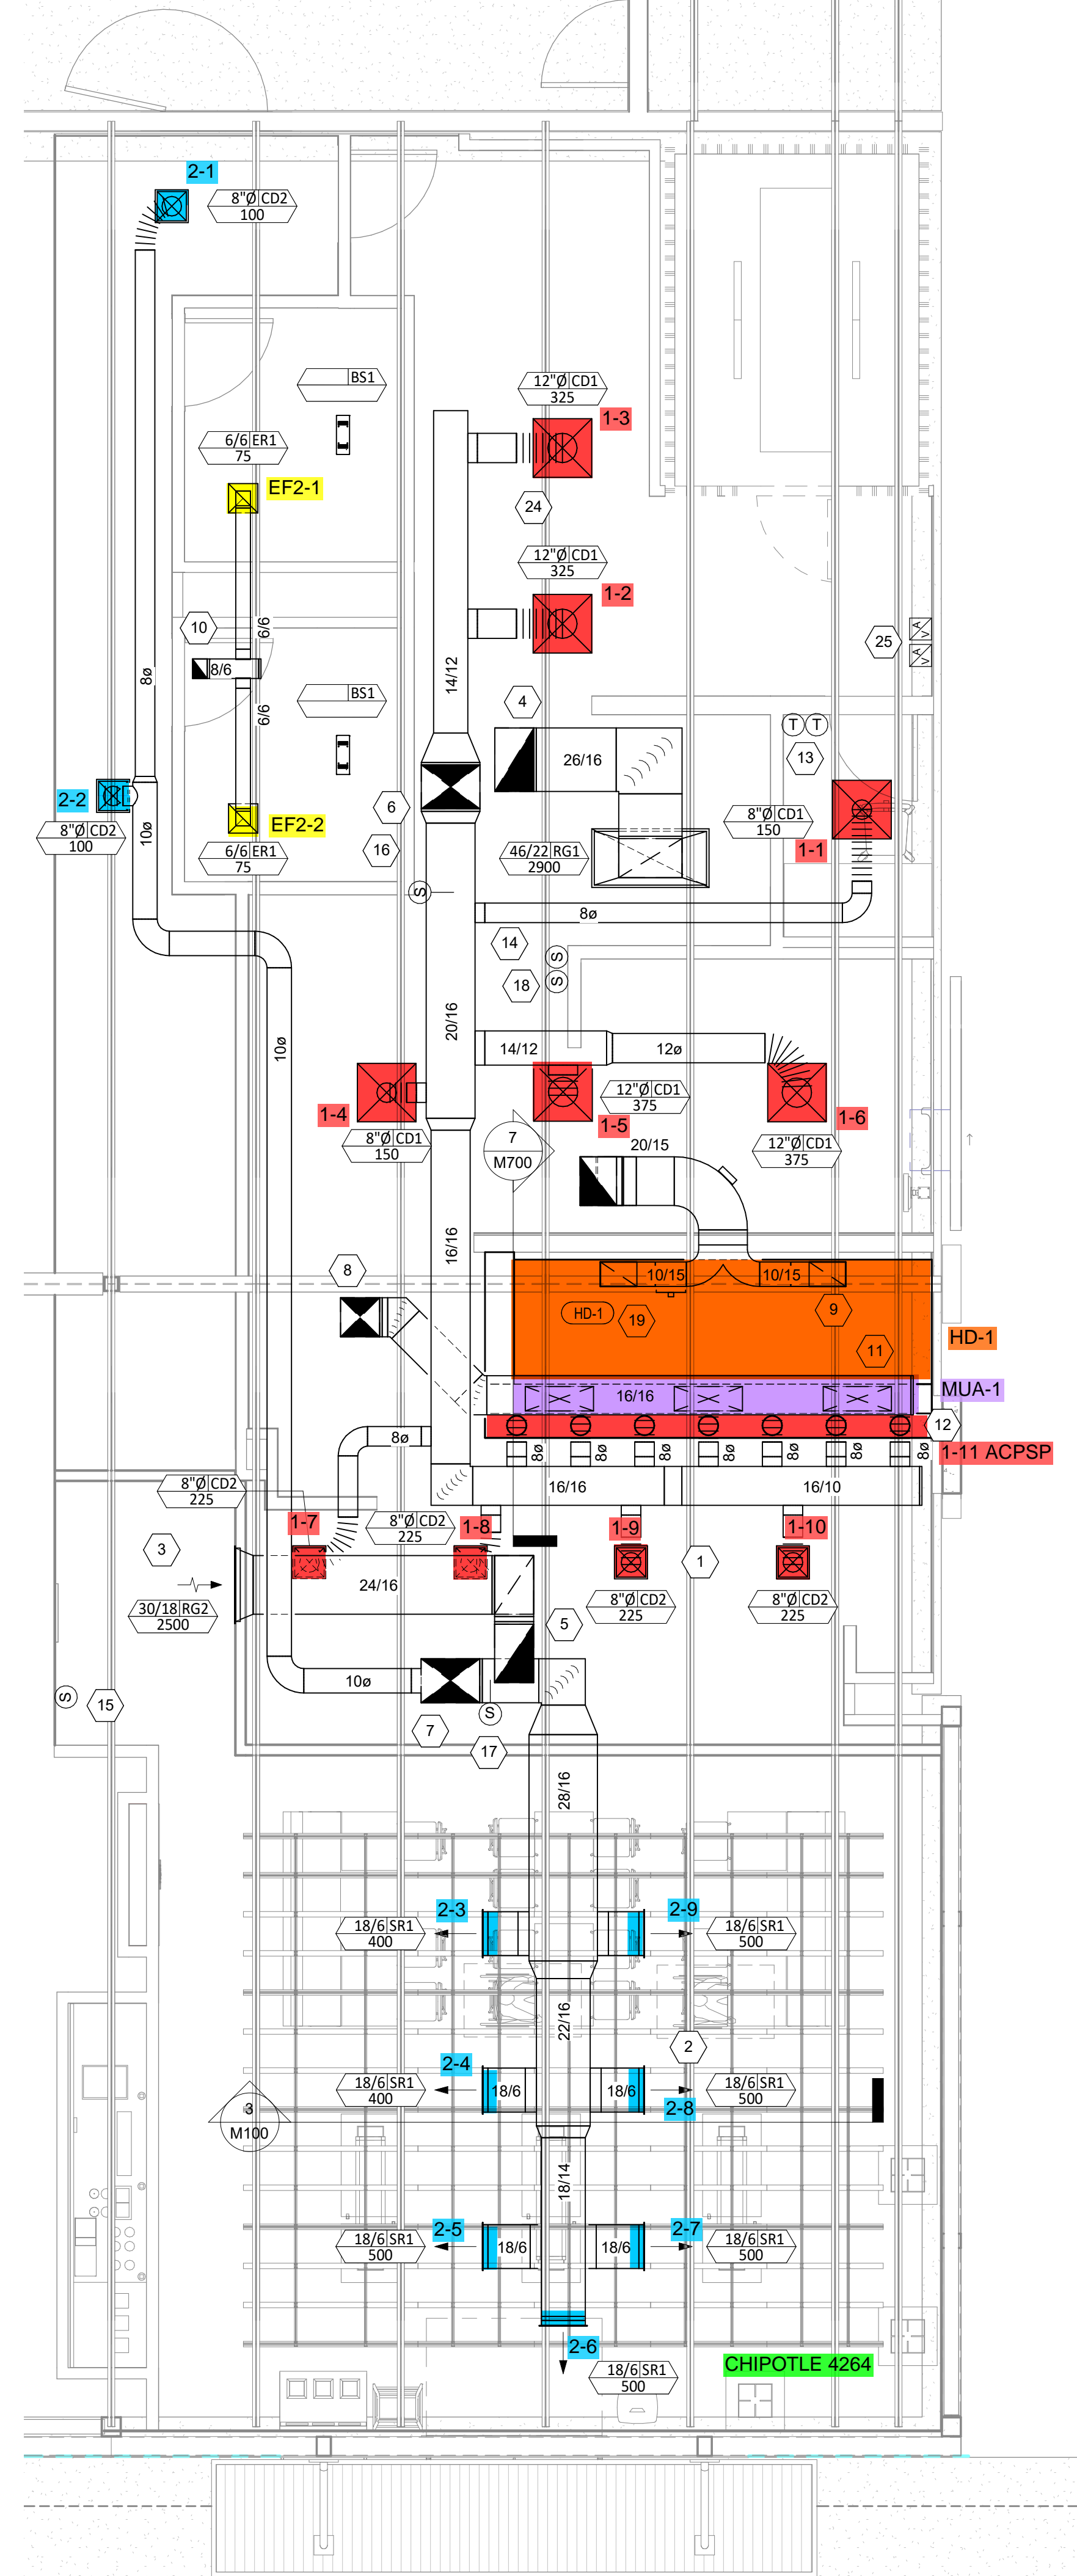 2-1
8"Ø CD2
100
BS1
12"Ø CD1
325
1-3
6/6 ER1
75
EF2-1
24
12"Ø CD1
325
1-2
10
6/6
25
V A
V A
8/6
8ø
14/12
BS1
4
6/6
T T
26/16
13
2-2
6
8"Ø CD1
150
EF2-2
8"Ø CD2
100
10ø
6/6 ER1
75
16
46/22 RG1
2900
1-1
S
8ø
14
S
18
S
20/16
10ø
14/12
12ø
1-4
12"Ø CD1
375
1-5
1-6
8"Ø CD1
150
7
M700
20/15
12"Ø CD1
375
16/16
8
10/15
10/15
HD-1
19
9
HD-1
11
16/16
MUA-1
12
8ø
8ø
8ø
8ø
8ø
8ø
8ø
8ø
1-11 ACPSP
8"Ø CD2
225
16/16
16/10
1-7
8"Ø CD2
225
1-8
1-9
1-10
3
1
24/16
30/18 RG2
2500
8"Ø CD2
225
8"Ø CD2
225
5
10ø
S
15
S
7
17
28/16
2-3
2-9
18/6 SR1
400
18/6 SR1
500
22/16
2
2-4
18/6 SR1
400
18/6
18/6
18/6 SR1
500
2-8
3
M100
18/14
2-5
2-7
18/6 SR1
500
18/6
18/6
18/6 SR1
500
2-6
CHIPOTLE 4264
18/6 SR1
500